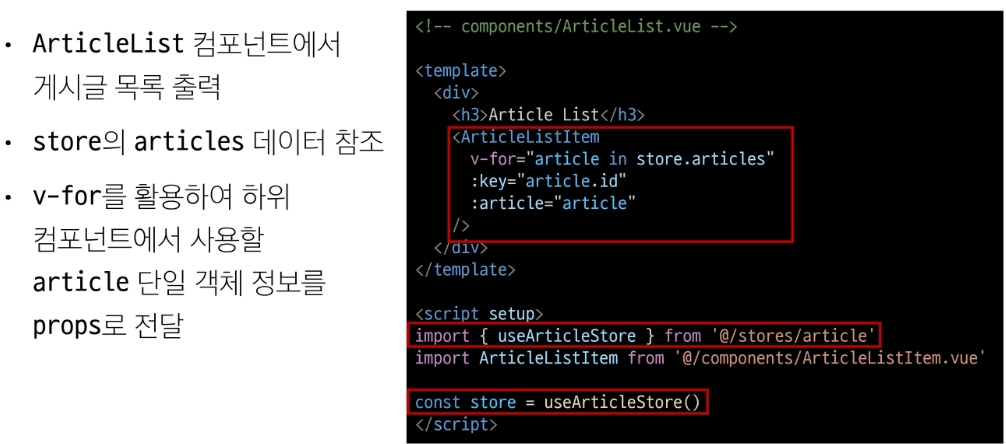 • ArticleList 컴포넌트에서
게시글 목록 출력
• store의 articles 데이터 참조
• v-for를 활용하여 하위
컴포넌트에서 사용할
article 단일 객체 정보를
props로 전달
<!-- components/ArticleList.vue -->
<template>
  <div>
    <h3>Article List</h3>
    <ArticleListItem
      v-for="article in store.articles"
      :key="article.id"
      :article="article"
    />
  </div>
</template>
<script setup>
import { useArticleStore } from '@/stores/article'
import ArticleListItem from '@/components/ArticleListItem.vue'
const store = useArticleStore()
</script>